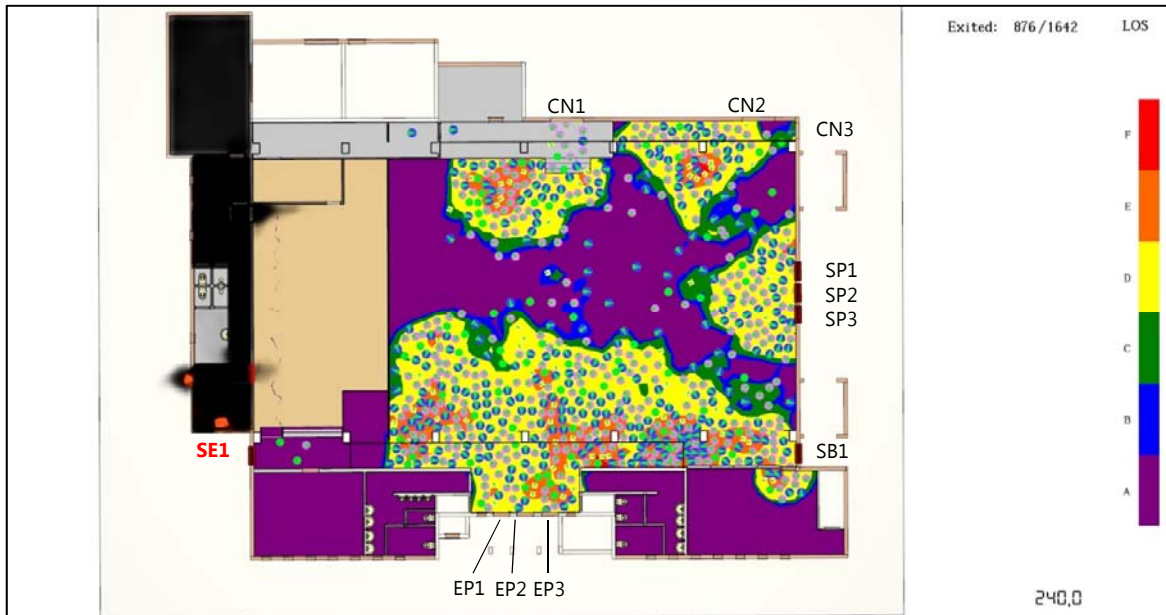 Exited: 876/1642 LOS
CN1
CN2
CN3
F
E
D
C
B
A
SP1
SP2
SP3
SE1
SB1
EP1 EP2 EP3
240,0